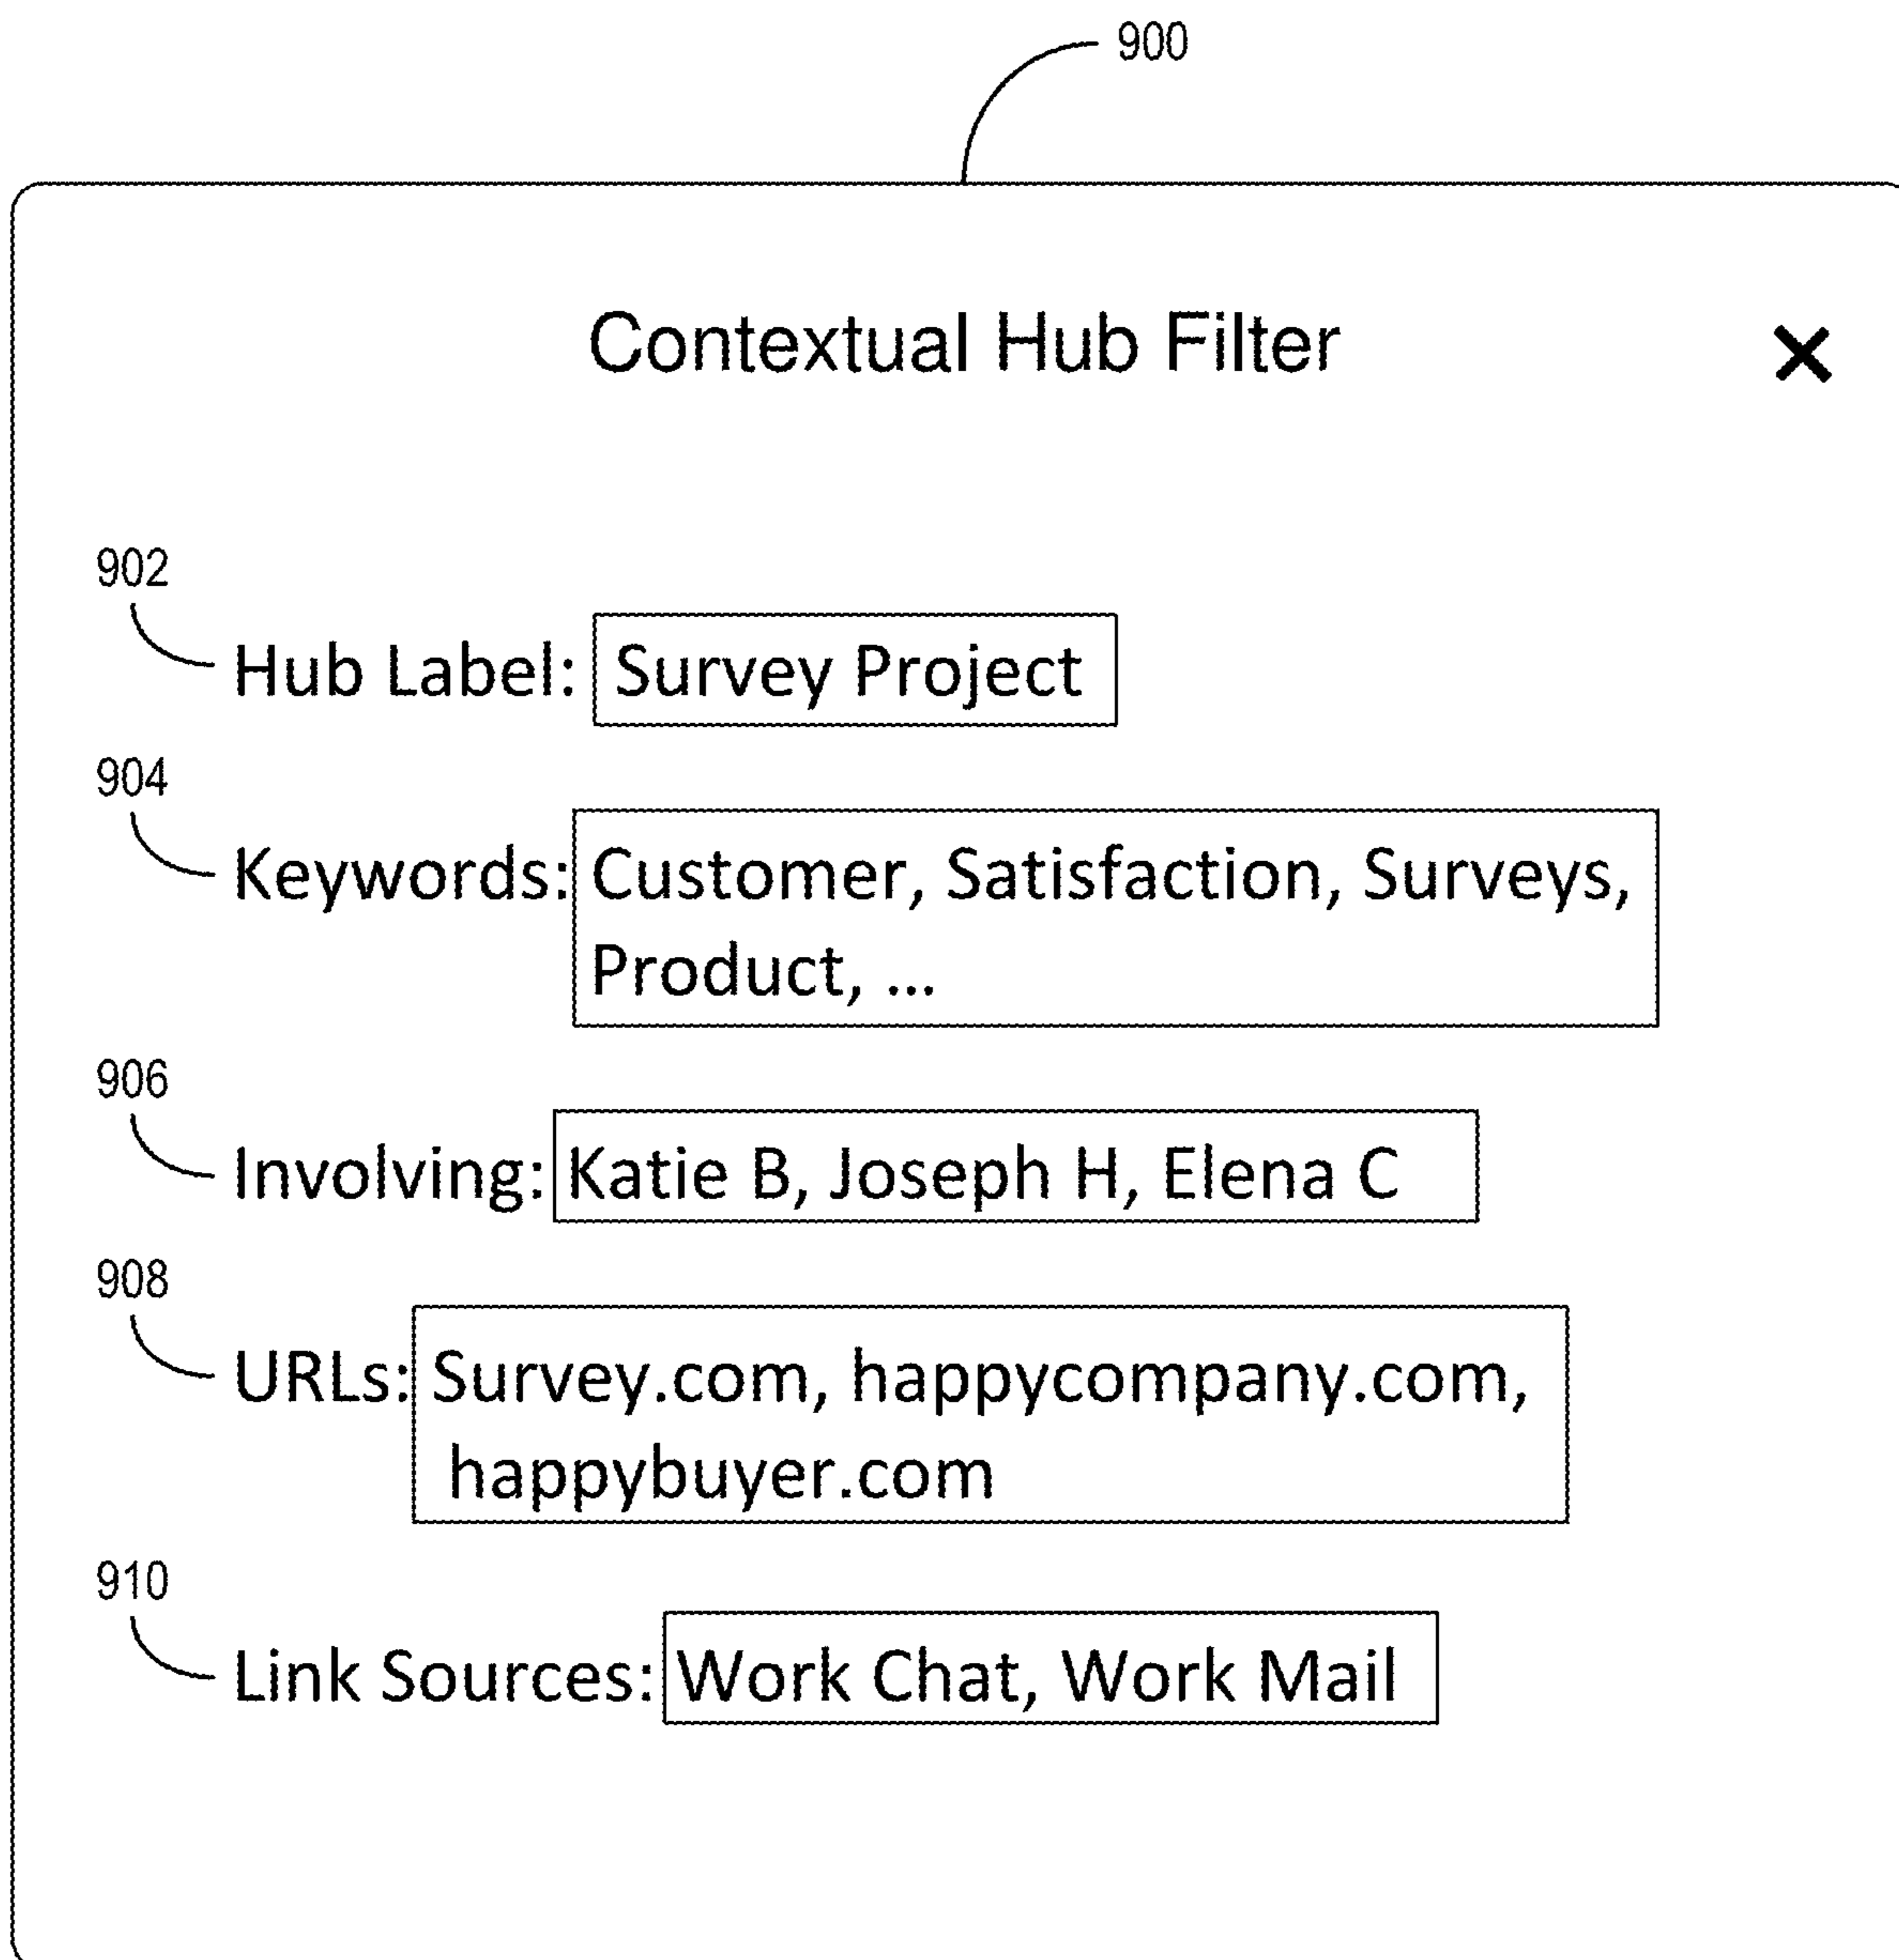 900
Contextual Hub Filter ×
902
Hub Label: Survey Project
904
Keywords: Customer, Satisfaction, Surveys,
Product, ...
906
Involving: Katie B, Joseph H, Elena C
908
URLs: Survey.com, happycompany.com,
happybuyer.com
910
Link Sources: Work Chat, Work Mail